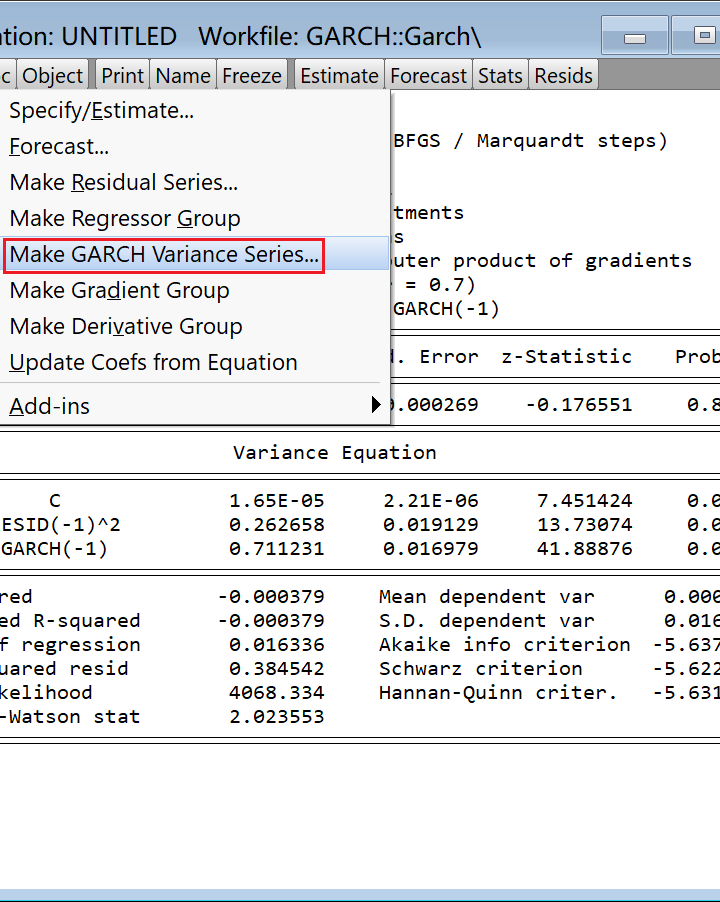 ation: UNTITLED Workfile: GARCH::Garch\
c Object Print Name Freeze Estimate Forecast Stats Resids
Specify/Estimate...
Forecast...
BFGS / Marquardt steps)
Make Residual Series...
Make Regressor Group
tments
Make GARCH Variance Series...
s
uter product of gradients
Make Gradient Group
= 0.7)
GARCH(-1)
Make Derivative Group
Update Coefs from Equation
d. Error z-Statistic Prob
Add-ins
0.000269 -0.176551 0.8
Variance Equation
C 1.65E-05 2.21E-06 7.451424 0.0
ESID(-1)^2 0.262658 0.019129 13.73074 0.0
GARCH(-1) 0.711231 0.016979 41.88876 0.0
red -0.000379 Mean dependent var 0.000
ed R-squared -0.000379 S.D. dependent var 0.016
f regression 0.016336 Akaike info criterion -5.637
uared resid 0.384542 Schwarz criterion -5.622
kelihood 4068.334 Hannan-Quinn criter. -5.631
-Watson stat 2.023553